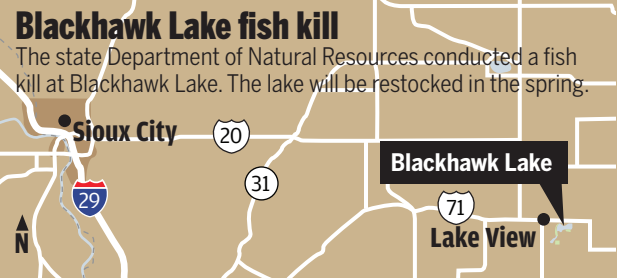 Blackhawk Lake fish kill
The state Department of Natural Resources conducted a fish
kill at Blackhawk Lake. The lake will be restocked in the spring.
Sioux City
20
Blackhawk Lake
31
29
71
N
Lake View